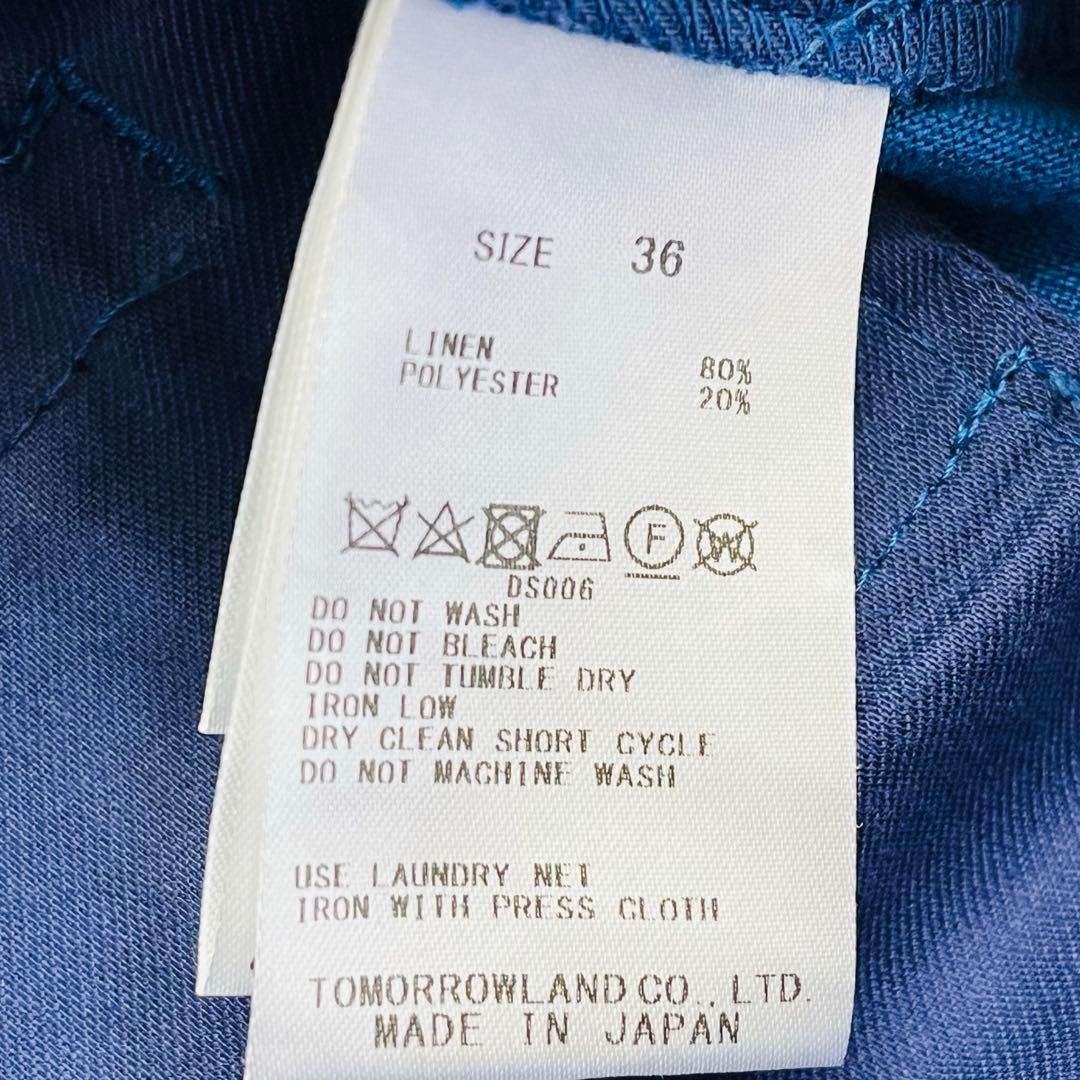 SIZE 36
LINEN 80%
POLYESTER 20%
F W
DS006
DO NOT WASH
DO NOT BLEACH
DO NOT TUMBLE DRY
IRON LOW
DRY CLEAN SHORT CYCLE
DO NOT MACHINE WASH
USE LAUNDRY NET
IRON WITH PRESS CLOTH
TOMORROWLAND CO., LTD.
MADE IN JAPAN